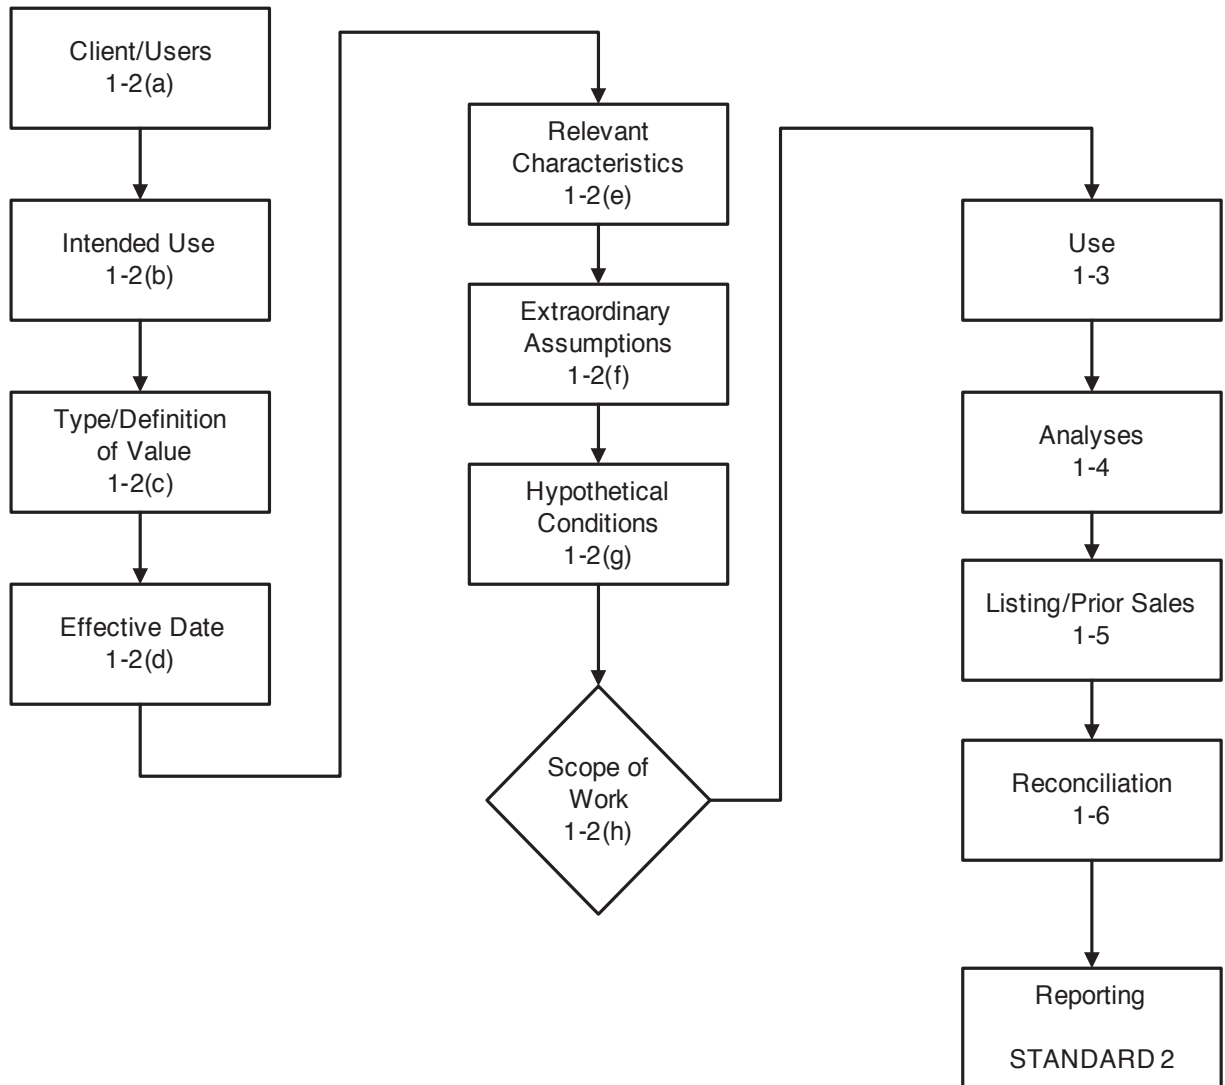 Client/Users
1-2(a)
Intended Use
1-2(b)
Type/Definition
of Value
1-2(c)
Effective Date
1-2(d)
Relevant
Characteristics
1-2(e)
Extraordinary
Assumptions
1-2(f)
Hypothetical
Conditions
1-2(g)
Scope of
Work
1-2(h)
Use
1-3
Analyses
1-4
Listing/Prior Sales
1-5
Reconciliation
1-6
Reporting
STANDARD 2